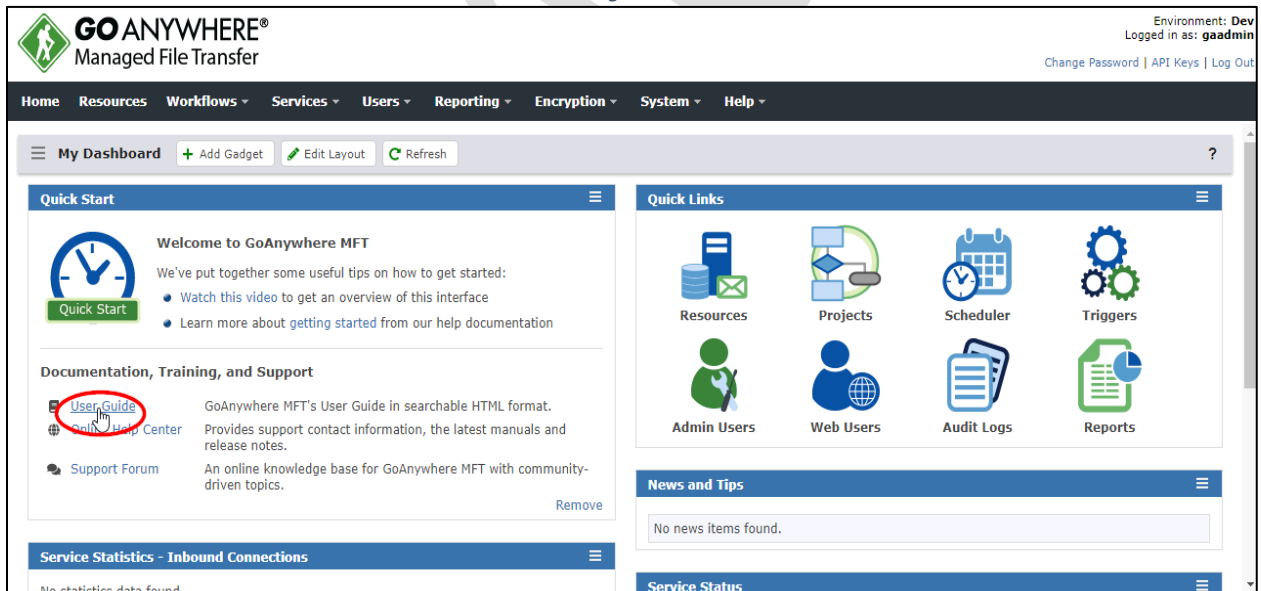 GO ANYWHERE®
Managed File Transfer
Environment: Dev
Logged in as: gaadmin
Change Password | API Keys | Log Out
Home Resources Workflows Services Users Reporting Encryption System Help
My Dashboard + Add Gadget Edit Layout Refresh ?
Quick Start
Quick Start
Welcome to GoAnywhere MFT
We've put together some useful tips on how to get started:
Watch this video to get an overview of this interface
Learn more about getting started from our help documentation
Documentation, Training, and Support
User Guide GoAnywhere MFT's User Guide in searchable HTML format.
Online Help Center Provides support contact information, the latest manuals and
release notes.
Support Forum An online knowledge base for GoAnywhere MFT with community-
driven topics.
Remove
Service Statistics - Inbound Connections
No statistics data found
Quick Links
Resources Projects Scheduler Triggers
Admin Users Web Users Audit Logs Reports
News and Tips
No news items found.
Service Status